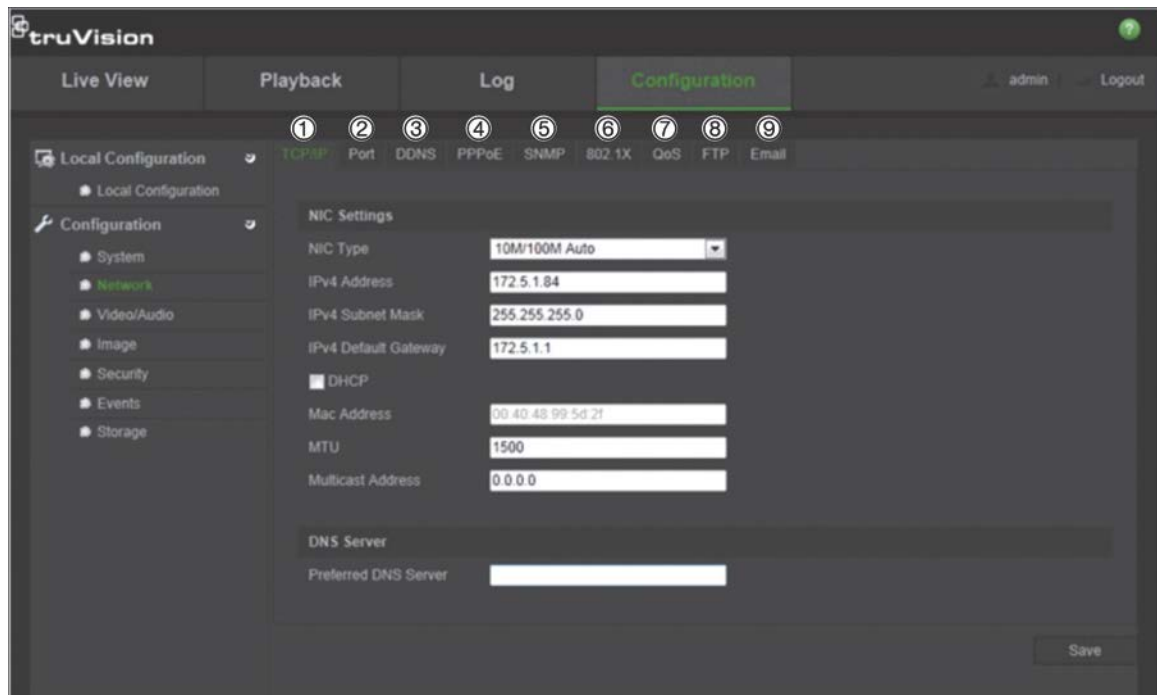 truVision
?
Live View Playback Log Configuration admin Logout
① ② ③ ④ ⑤ ⑥ ⑦ ⑧ ⑨
TCP/IP Port DDNS PPPoE SNMP 802.1X QoS FTP Email
Local Configuration
Local Configuration
Configuration
System
Network
Video/Audio
Image
Security
Events
Storage
NIC Settings
NIC Type 10M/100M Auto
IPv4 Address 172.5.1.84
IPv4 Subnet Mask 255.255.255.0
IPv4 Default Gateway 172.5.1.1
DHCP
Mac Address 00:40:48:99:5d:2f
MTU 1500
Multicast Address 0.0.0.0
DNS Server
Preferred DNS Server
Save